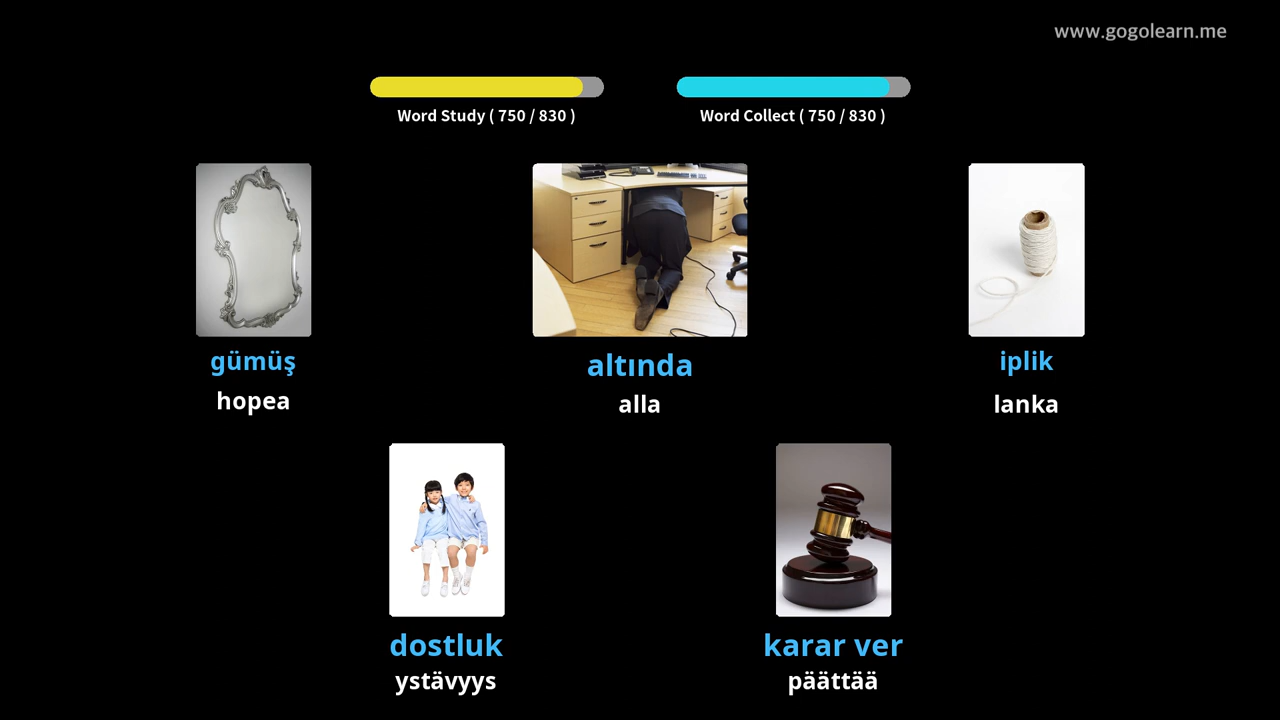 www.gogolearn.me
Word Study ( 750 / 830 )
Word Collect ( 750 / 830 )
gümüş
hopea
altında
alla
iplik
lanka
dostluk
ystävyys
karar ver
päättää